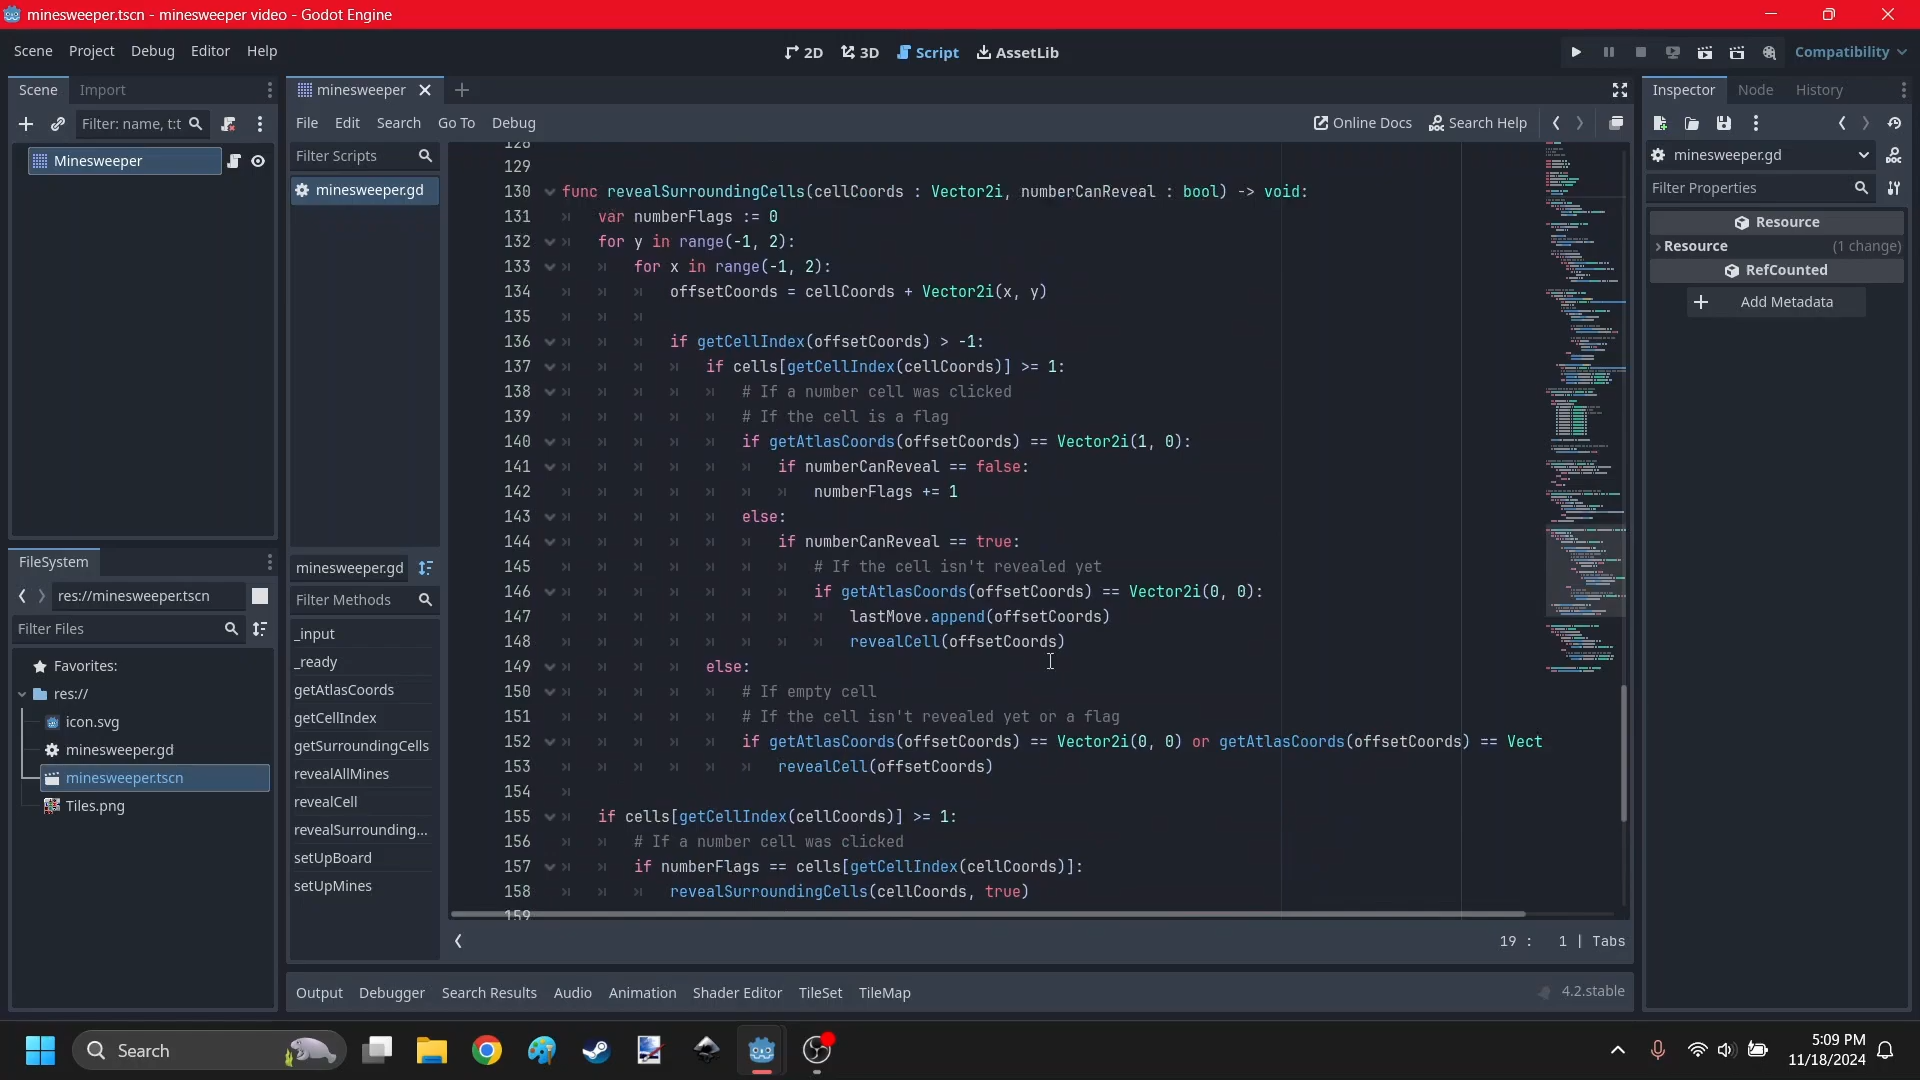 minesweeper.tscn - minesweeper video - Godot Engine
Scene Project Debug Editor Help
2D 3D Script AssetLib
Compatibility
Scene Import
Filter: name, t:t
Minesweeper
FileSystem
res://minesweeper.tscn
Filter Files
Favorites:
res://
icon.svg
minesweeper.gd
minesweeper.tscn
Tiles.png
minesweeper
File Edit Search Go To Debug
Online Docs Search Help
Filter Scripts
minesweeper.gd
minesweeper.gd
Filter Methods
_input
_ready
getAtlasCoords
getCellIndex
getSurroundingCells
revealAllMines
revealCell
revealSurrounding...
setUpBoard
setUpMines
128
129
130 func revealSurroundingCells(cellCoords : Vector2i, numberCanReveal : bool) -> void:
131 var numberFlags := 0
132 for y in range(-1, 2):
133 for x in range(-1, 2):
134 offsetCoords = cellCoords + Vector2i(x, y)
135
136 if getCellIndex(offsetCoords) > -1:
137 if cells[getCellIndex(cellCoords)] >= 1:
138 # If a number cell was clicked
139 # If the cell is a flag
140 if getAtlasCoords(offsetCoords) == Vector2i(1, 0):
141 if numberCanReveal == false:
142 numberFlags += 1
143 else:
144 if numberCanReveal == true:
145 # If the cell isn't revealed yet
146 if getAtlasCoords(offsetCoords) == Vector2i(0, 0):
147 lastMove.append(offsetCoords)
148 revealCell(offsetCoords)
149 else:
150 # If empty cell
151 # If the cell isn't revealed yet or a flag
152 if getAtlasCoords(offsetCoords) == Vector2i(0, 0) or getAtlasCoords(offsetCoords) == Vect
153 revealCell(offsetCoords)
154
155 if cells[getCellIndex(cellCoords)] >= 1:
156 # If a number cell was clicked
157 if numberFlags == cells[getCellIndex(cellCoords)]:
158 revealSurroundingCells(cellCoords, true)
159
19 : 1 | Tabs
Output Debugger Search Results Audio Animation Shader Editor TileSet TileMap
4.2.stable
Inspector Node History
minesweeper.gd
Filter Properties
Resource
Resource (1 change)
RefCounted
Add Metadata
Search
5:09 PM
11/18/2024